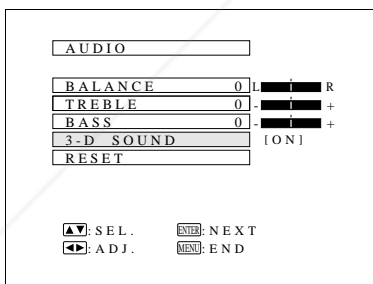 AUDIO
BALANCE 0 L R
TREBLE 0 - +
BASS 0 - +
3-D SOUND [ON]
RESET
▲▼:SEL. ENTER:NEXT
◀▶:ADJ. MENU:END